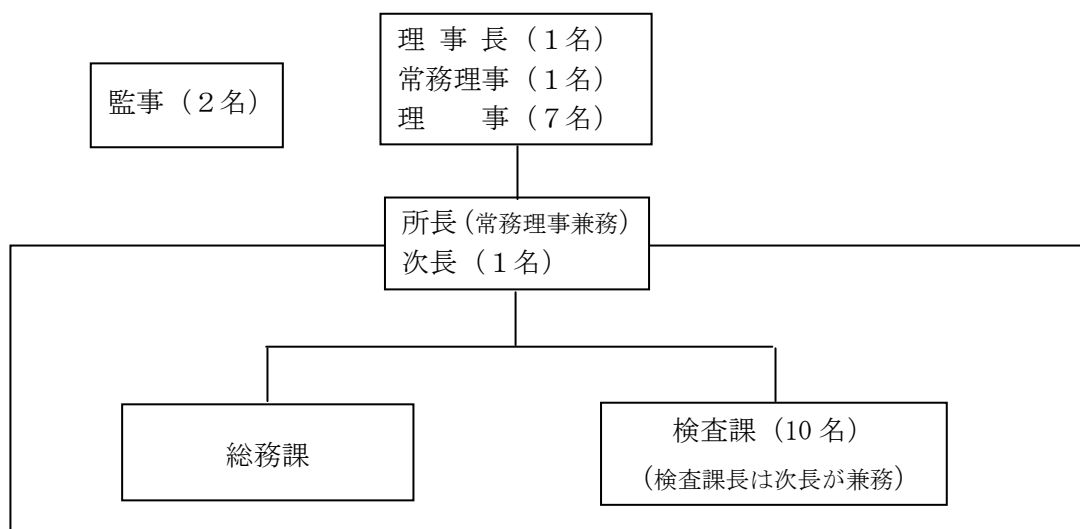 理 事 長（１名）
常務理事（１名）
理　　事（７名）
監事（２名）
所長（常務理事兼務）
次長（１名）
総務課
検査課（10 名）
（検査課長は次長が兼務）